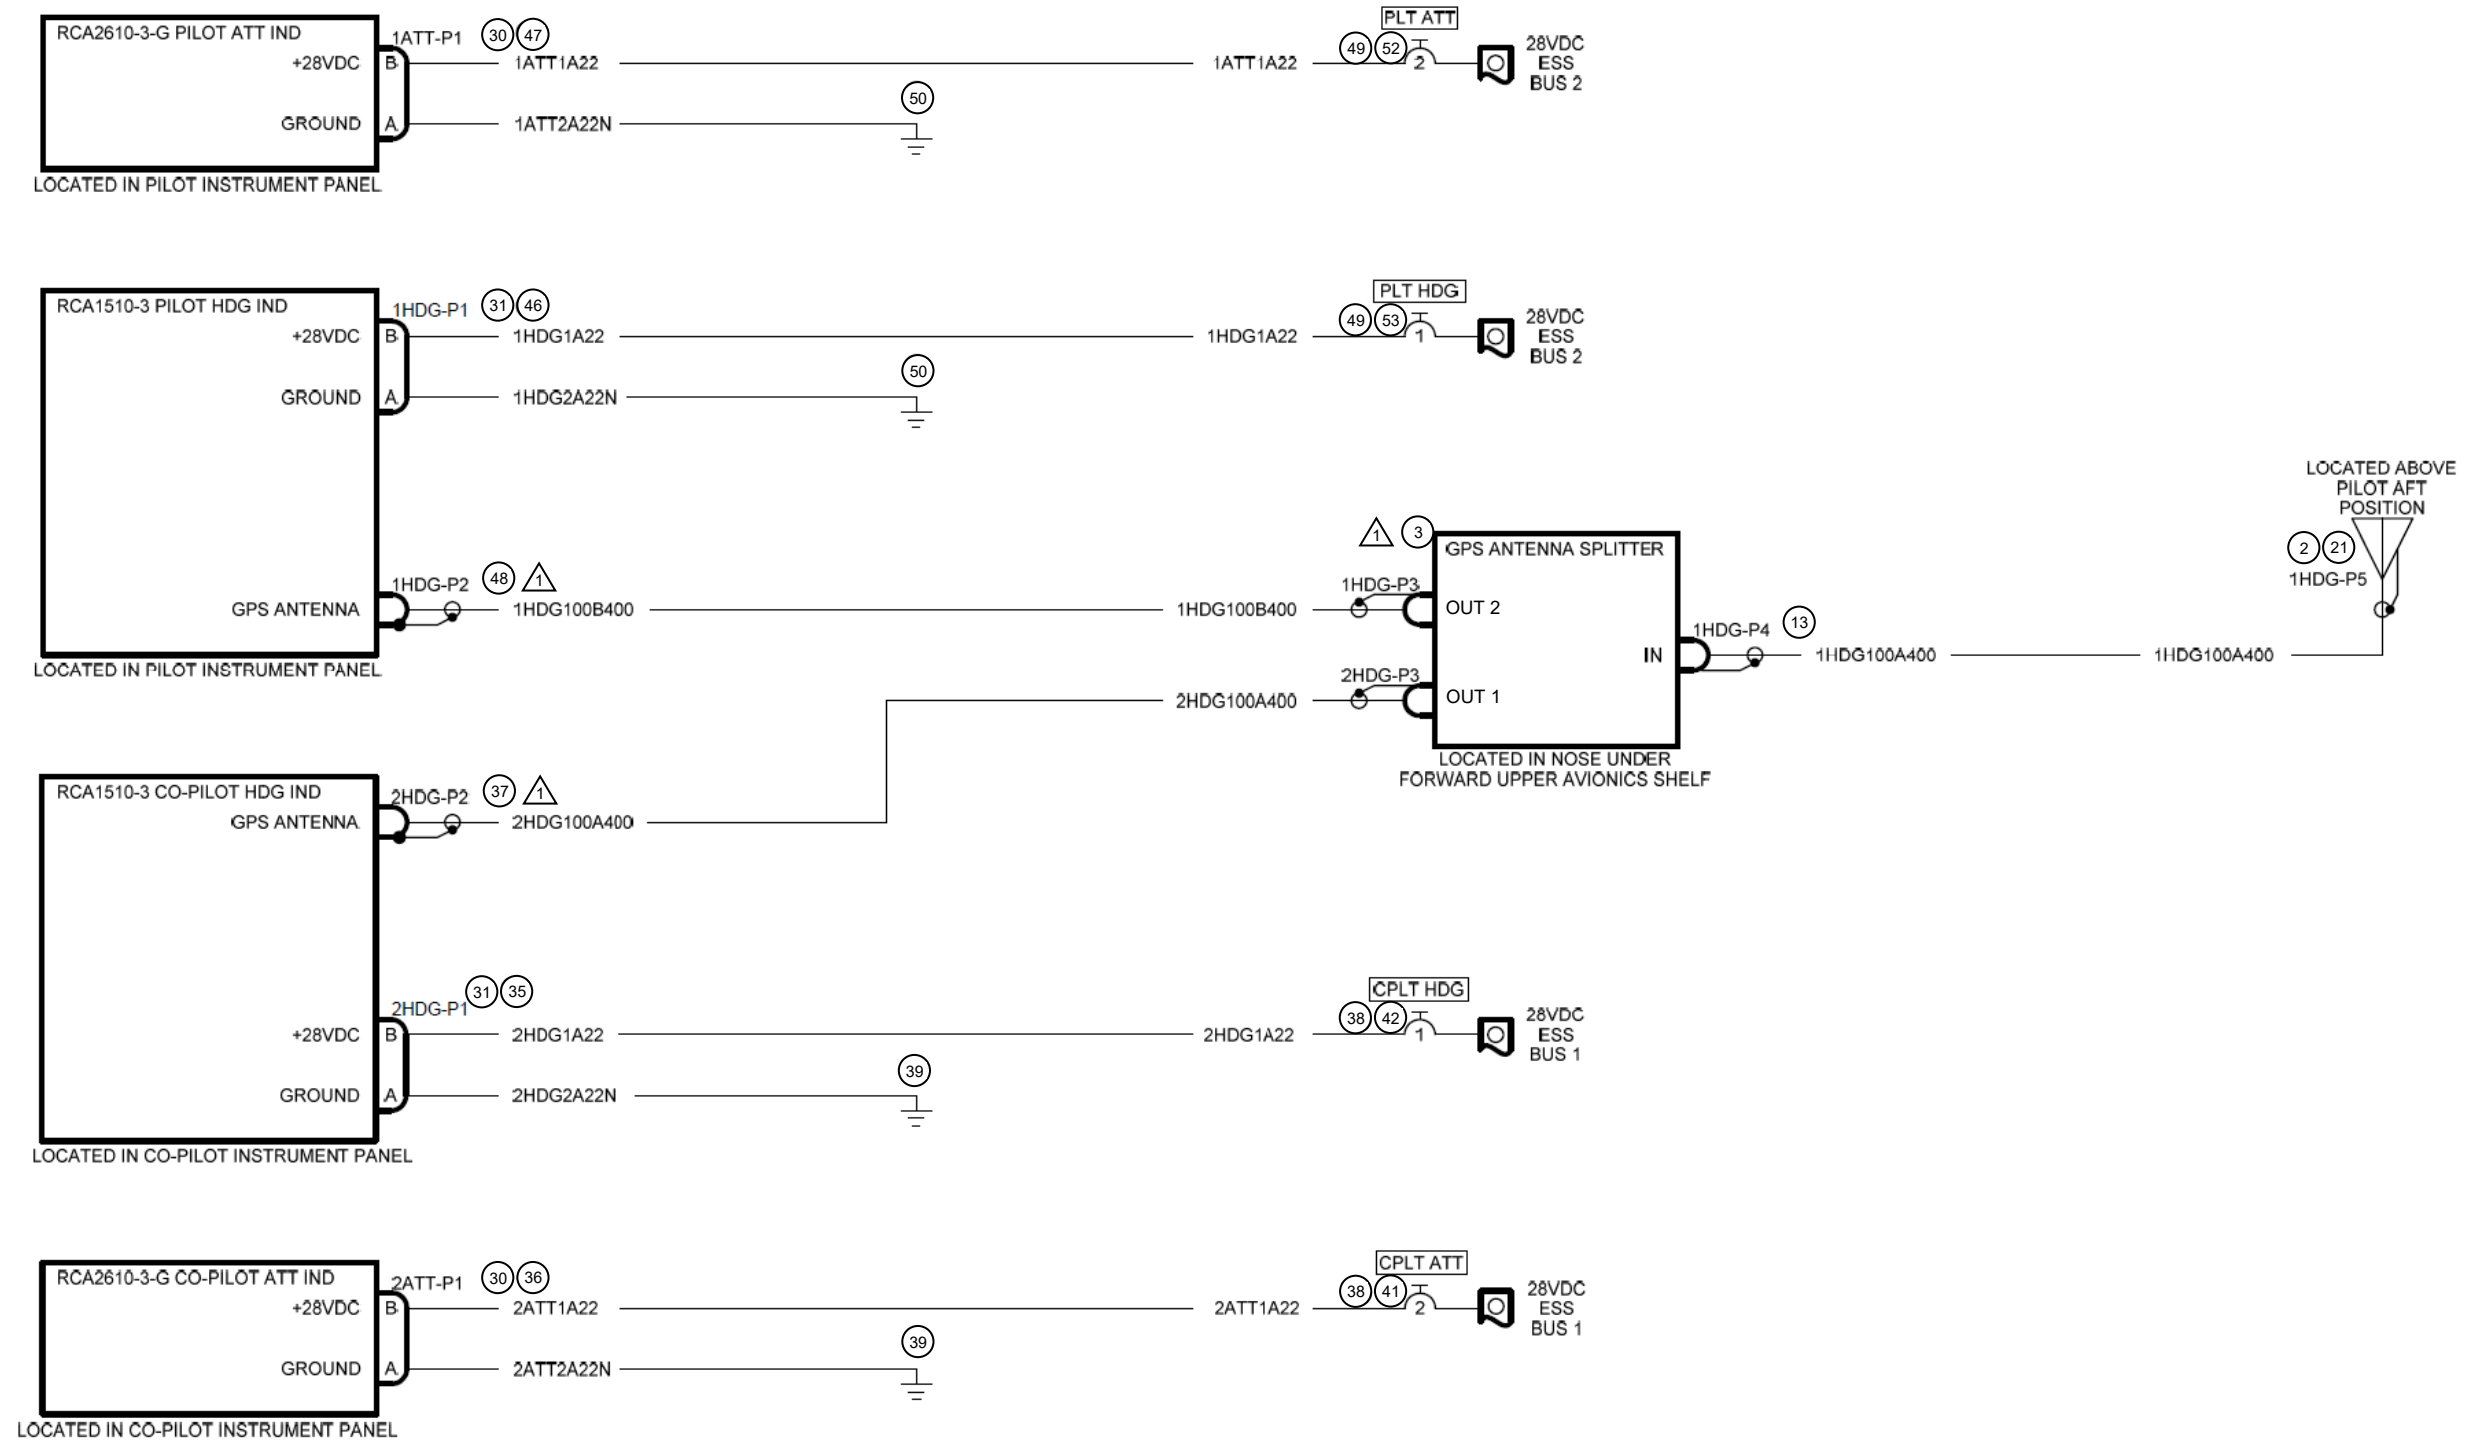 RCA2610-3-G PILOT ATT IND
+28VDC
B
GROUND
A
1ATT-P1
30
47
1ATT1A22
1ATT2A22N
50
1ATT1A22
PLT ATT
49
52
2
28VDC
ESS
BUS 2
LOCATED IN PILOT INSTRUMENT PANEL
RCA1510-3 PILOT HDG IND
+28VDC
B
GROUND
A
1HDG-P1
31
46
1HDG1A22
1HDG2A22N
50
1HDG1A22
PLT HDG
49
53
1
28VDC
ESS
BUS 2
GPS ANTENNA
1HDG-P2
48
1
1HDG100B400
1HDG100B400
LOCATED IN PILOT INSTRUMENT PANEL
1
3
GPS ANTENNA SPLITTER
1HDG-P3
OUT 2
2HDG-P3
OUT 1
2HDG100A400
IN
1HDG-P4
13
1HDG100A400
1HDG100A400
LOCATED IN NOSE UNDER
FORWARD UPPER AVIONICS SHELF
LOCATED ABOVE
PILOT AFT
POSITION
2
21
1HDG-P5
RCA1510-3 CO-PILOT HDG IND
GPS ANTENNA
2HDG-P2
37
1
2HDG100A400
2HDG-P1
31
35
+28VDC
B
GROUND
A
2HDG1A22
2HDG2A22N
39
2HDG1A22
CPLT HDG
38
42
1
28VDC
ESS
BUS 1
LOCATED IN CO-PILOT INSTRUMENT PANEL
RCA2610-3-G CO-PILOT ATT IND
+28VDC
B
GROUND
A
2ATT-P1
30
36
2ATT1A22
2ATT2A22N
39
2ATT1A22
CPLT ATT
38
41
2
28VDC
ESS
BUS 1
LOCATED IN CO-PILOT INSTRUMENT PANEL